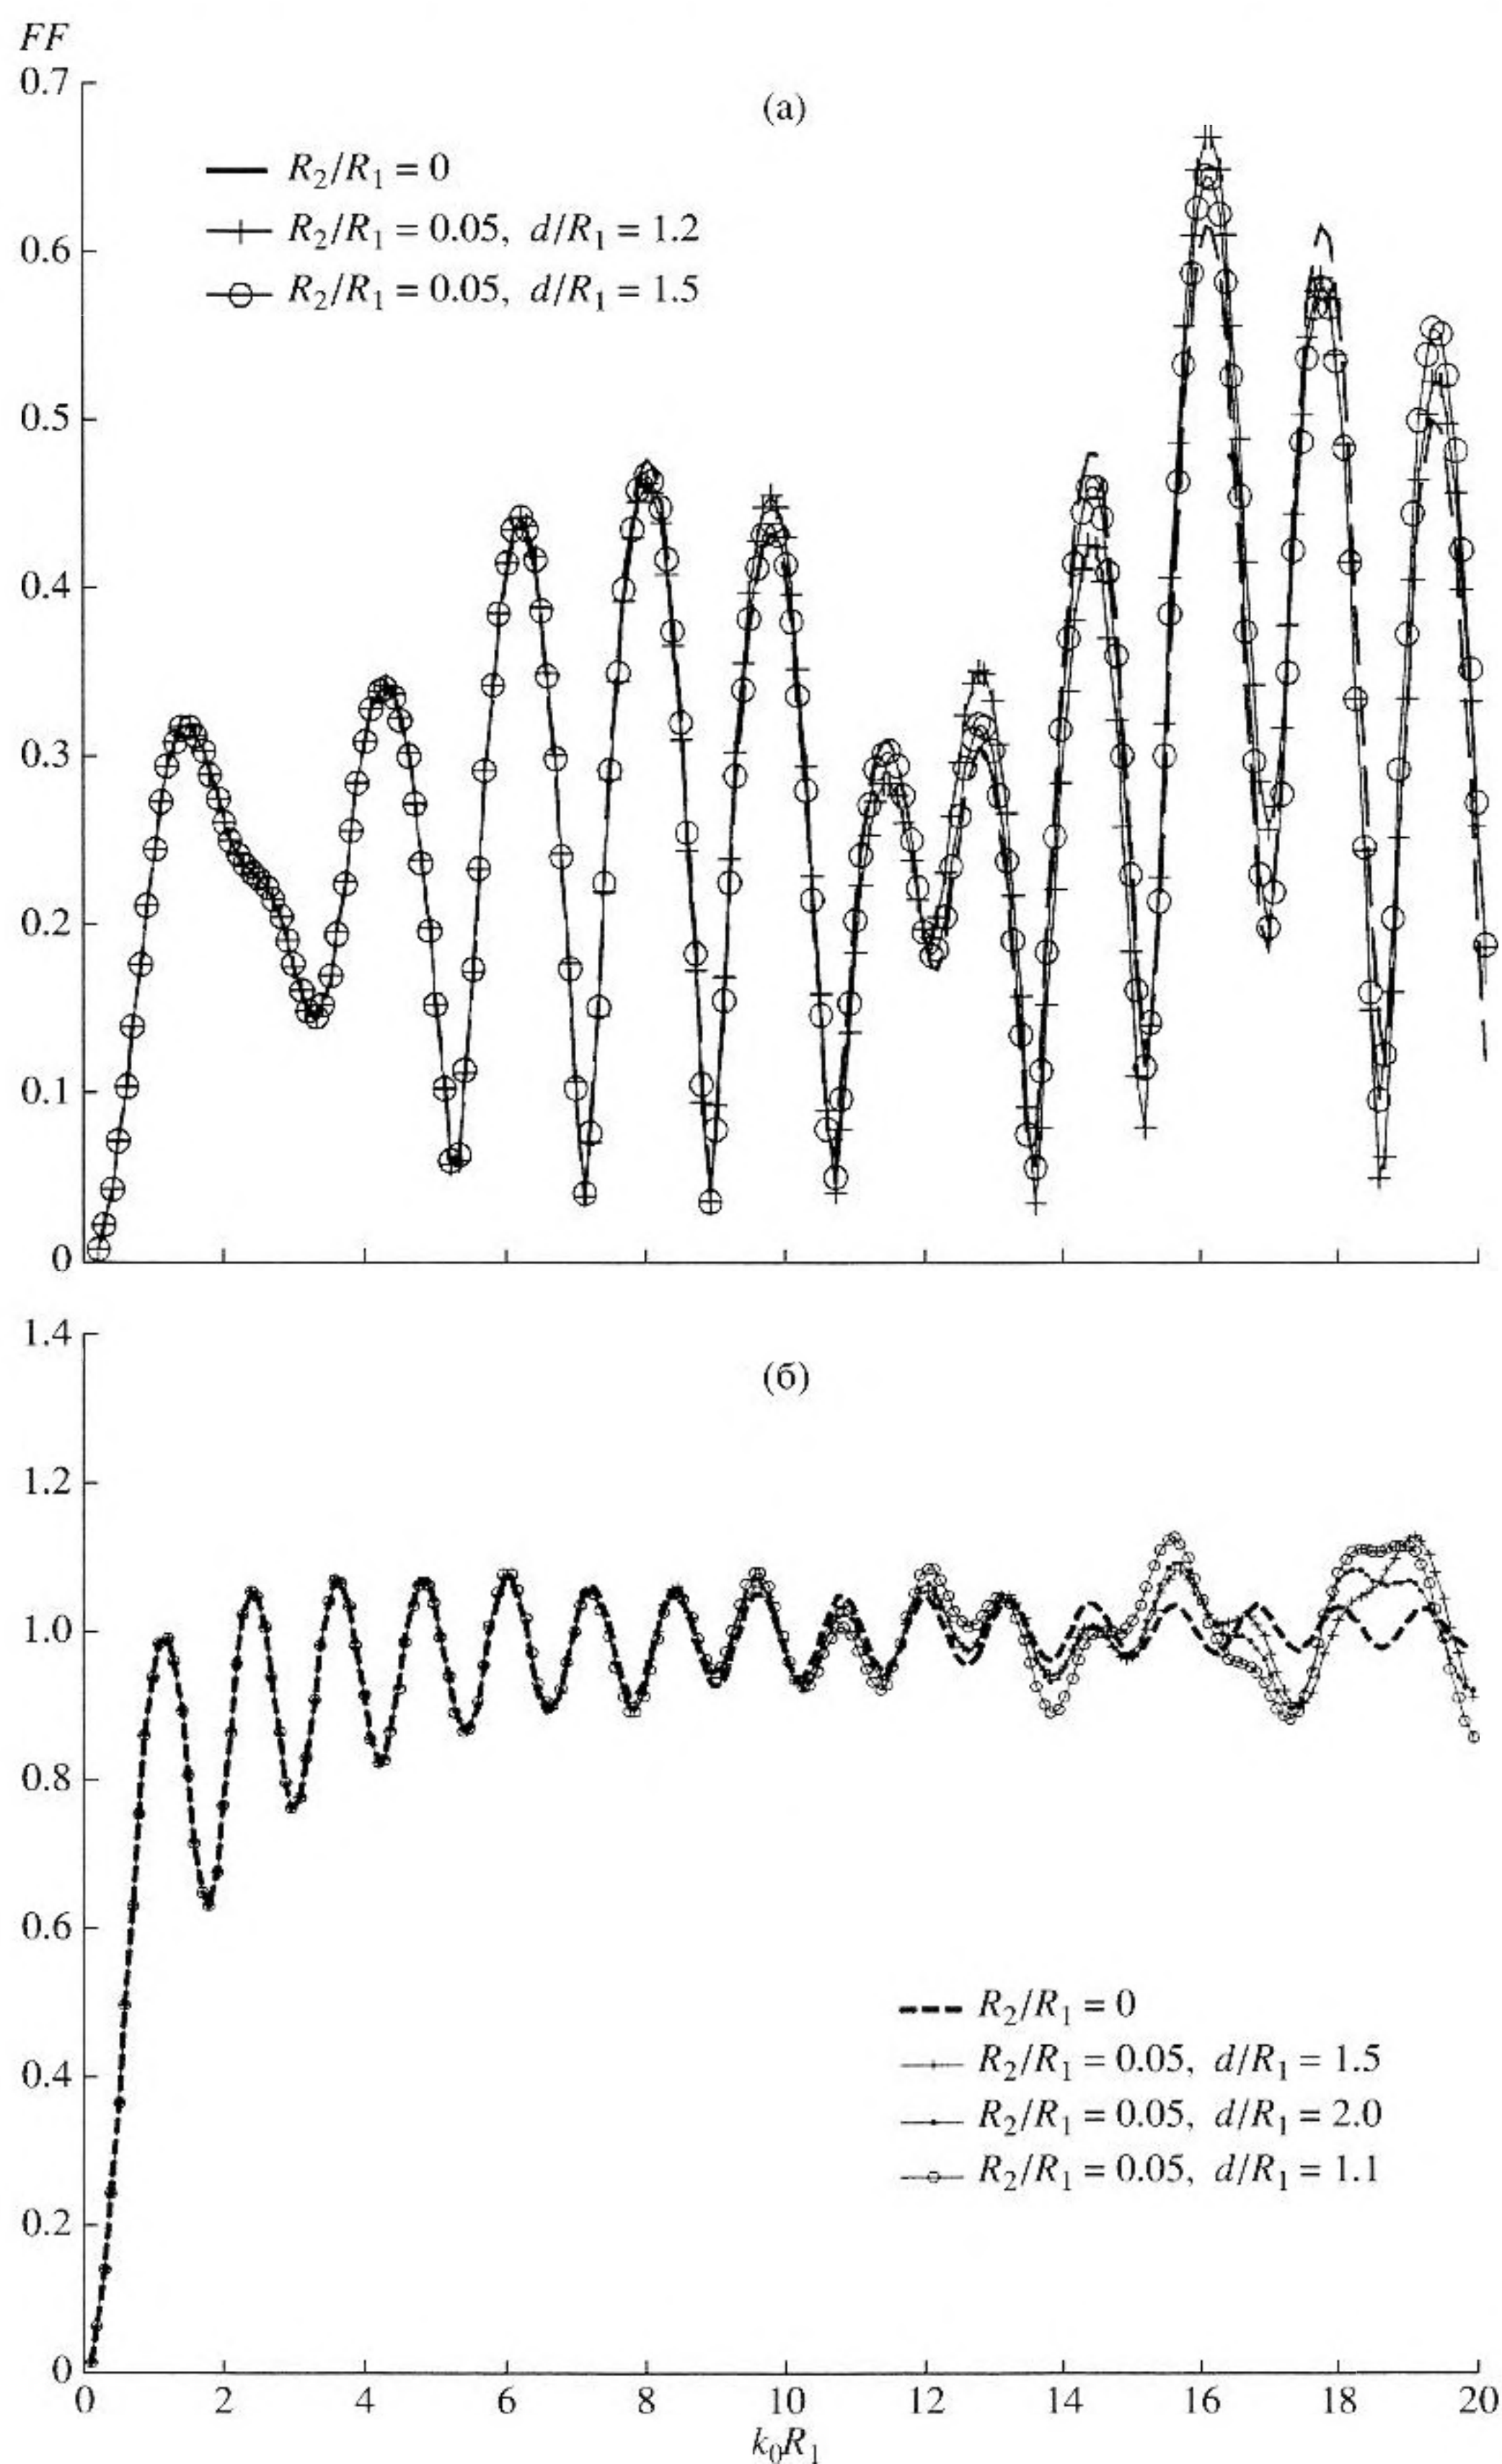 FF
0.7
(а)
R₂/R₁ = 0
0.6
R₂/R₁ = 0.05, d/R₁ = 1.2
R₂/R₁ = 0.05, d/R₁ = 1.5
0.5
0.4
0.3
0.2
0.1
0
1.4
(б)
1.2
1.0
0.8
0.6
R₂/R₁ = 0
R₂/R₁ = 0.05, d/R₁ = 1.5
0.4
R₂/R₁ = 0.05, d/R₁ = 2.0
R₂/R₁ = 0.05, d/R₁ = 1.1
0.2
0
0 2 4 6 8 10 12 14 16 18 20
k₀R₁